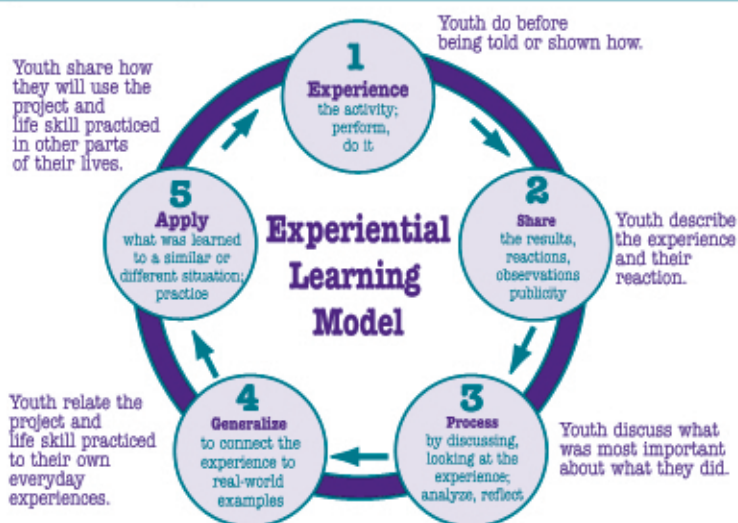 1
Experience
the activity;
perform,
do it
Youth do before
being told or shown how.
2
Share
the results,
reactions,
observations
publicity
Youth describe
the experience
and their
reaction.
3
Process
by discussing,
looking at the
experience;
analyze, reflect
Youth discuss what
was most important
about what they did.
4
Generalize
to connect the
experience to
real-world
examples
Youth relate the
project and
life skill practiced
to their own
everyday
experiences.
5
Apply
what was learned
to a similar or
different situation;
practice
Youth share how
they will use the
project and
life skill practiced
in other parts
of their lives.
Experiential
Learning
Model